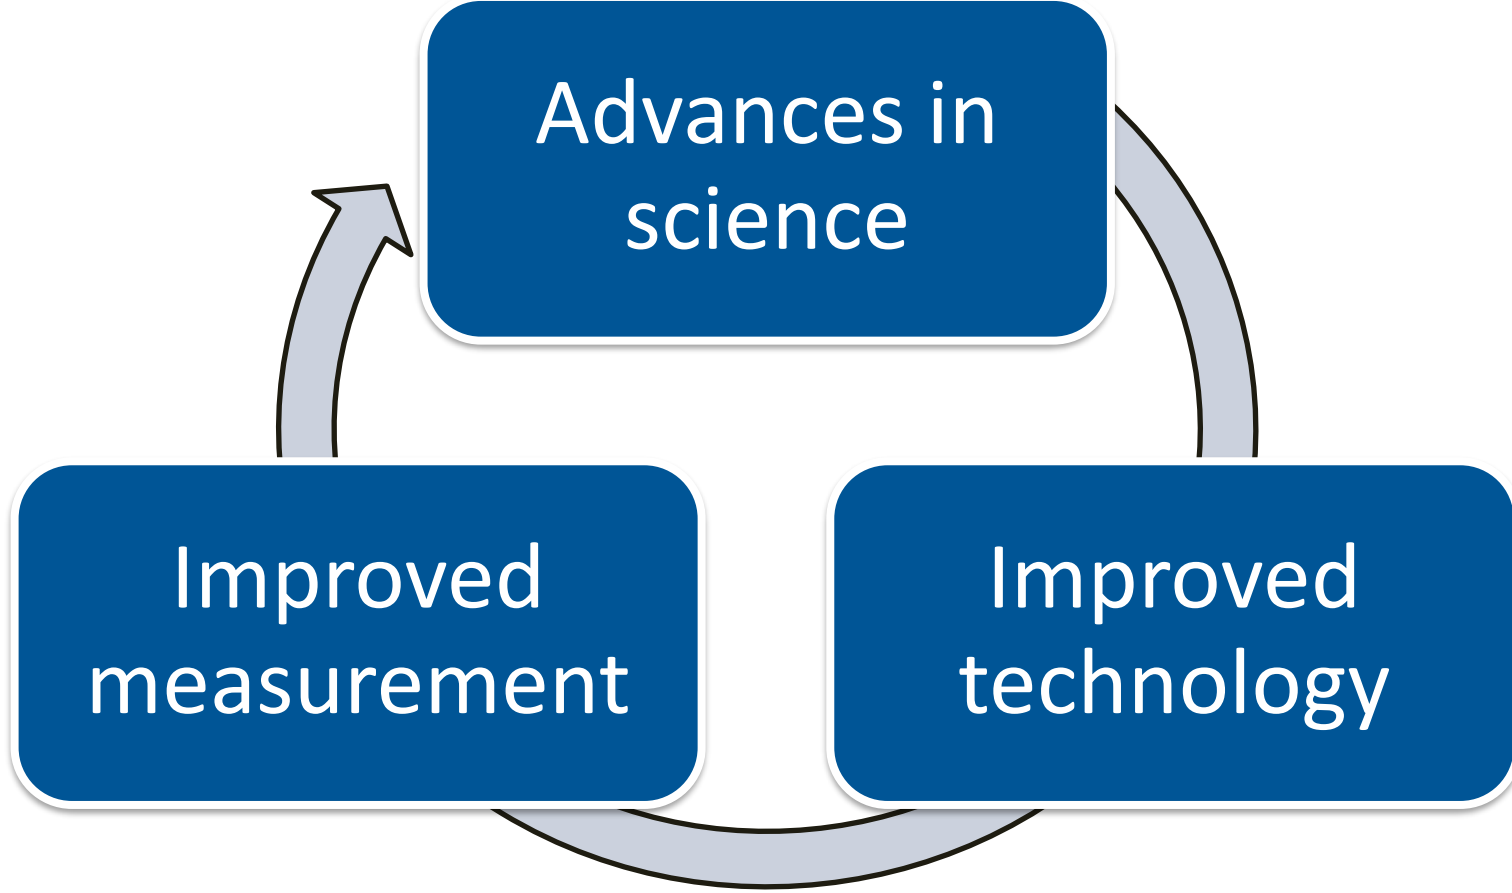 Advances in
science
Improved
measurement
Improved
technology